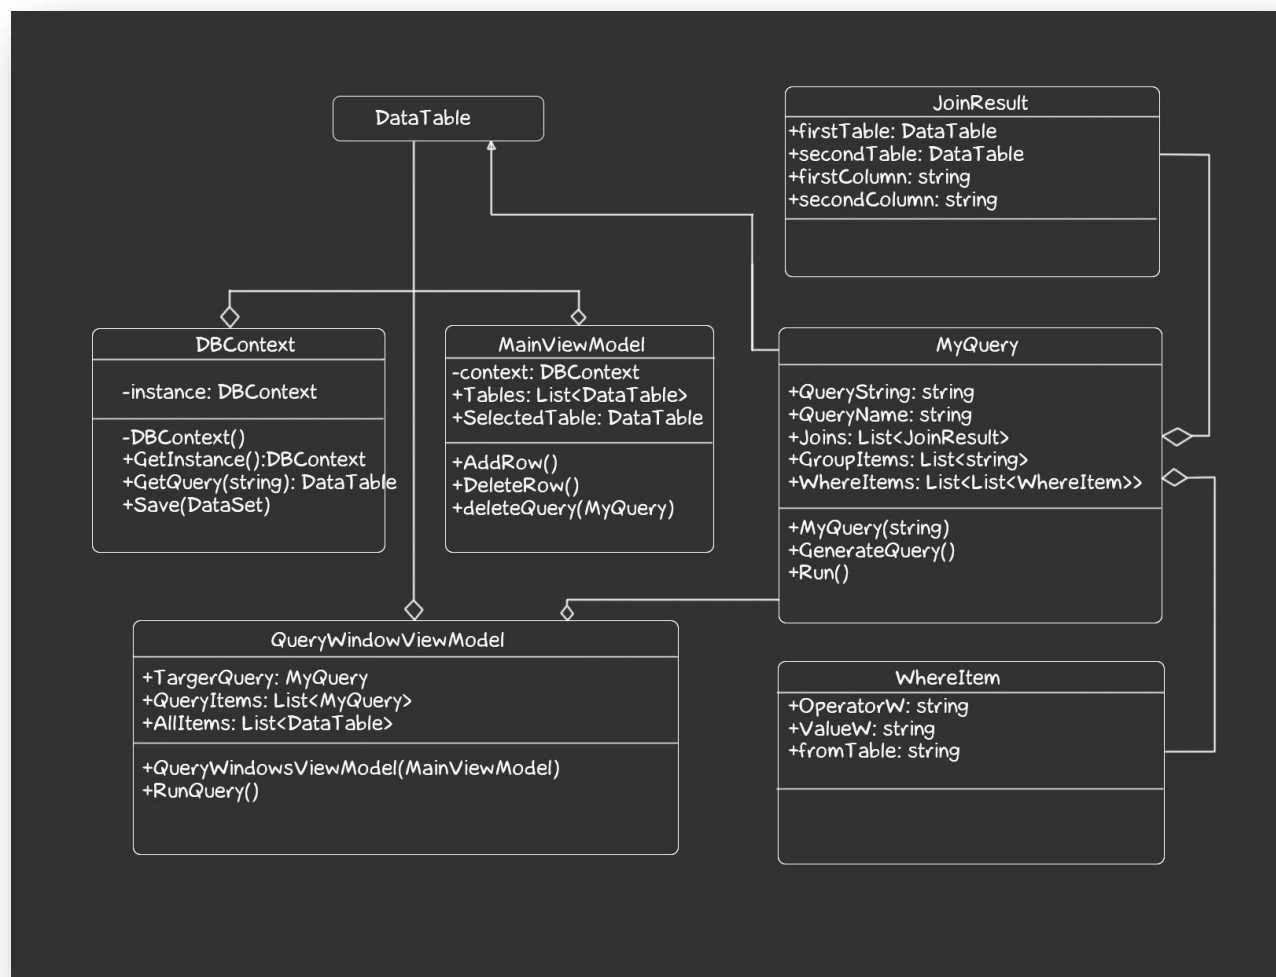 DataTable
JoinResult
+firstTable: DataTable
+secondTable: DataTable
+firstColumn: string
+secondColumn: string
DBContext
-instance: DBContext
-DBContext()
+GetInstance():DBContext
+GetQuery(string): DataTable
+Save(DataSet)
MainViewModel
-context: DBContext
+Tables: List<DataTable>
+SelectedTable: DataTable
+AddRow()
+DeleteRow()
+deleteQuery(MyQuery)
MyQuery
+QueryString: string
+QueryName: string
+Joins: List<JoinResult>
+GroupItems: List<string>
+WhereItems: List<List<WhereItem>>
+MyQuery(string)
+GenerateQuery()
+Run()
QueryWindowViewModel
+TargerQuery: MyQuery
+QueryItems: List<MyQuery>
+AllItems: List<DataTable>
+QueryWindowsViewModel(MainViewModel)
+RunQuery()
WhereItem
+OperatorW: string
+ValueW: string
+fromTable: string